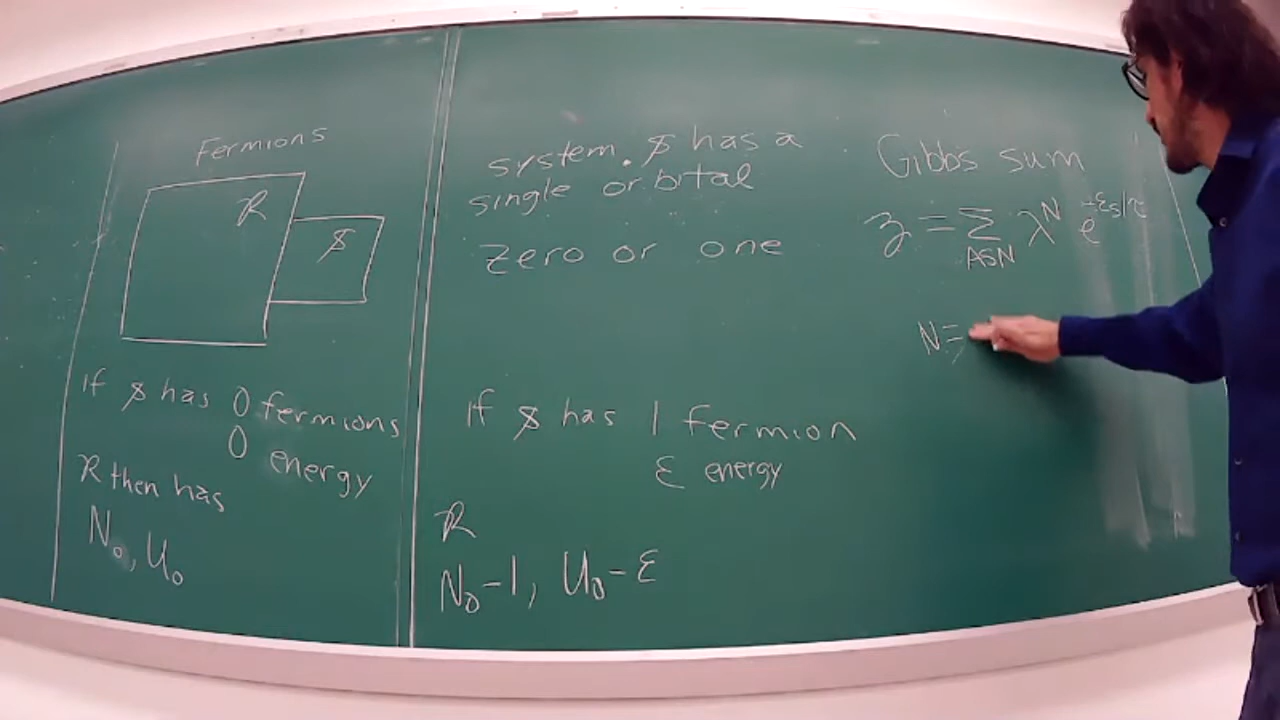 Fermions
R
$
If $ has 0 fermions
0 energy
R then has
N₀, U₀
system. $ has a
single orbital
zero or one
If $ has 1 fermion
ε energy
R
N₀-1, U₀-ε
Gibbs sum
𝓏 = Σ λᴺ e^(-εs/τ)
ASN
N=